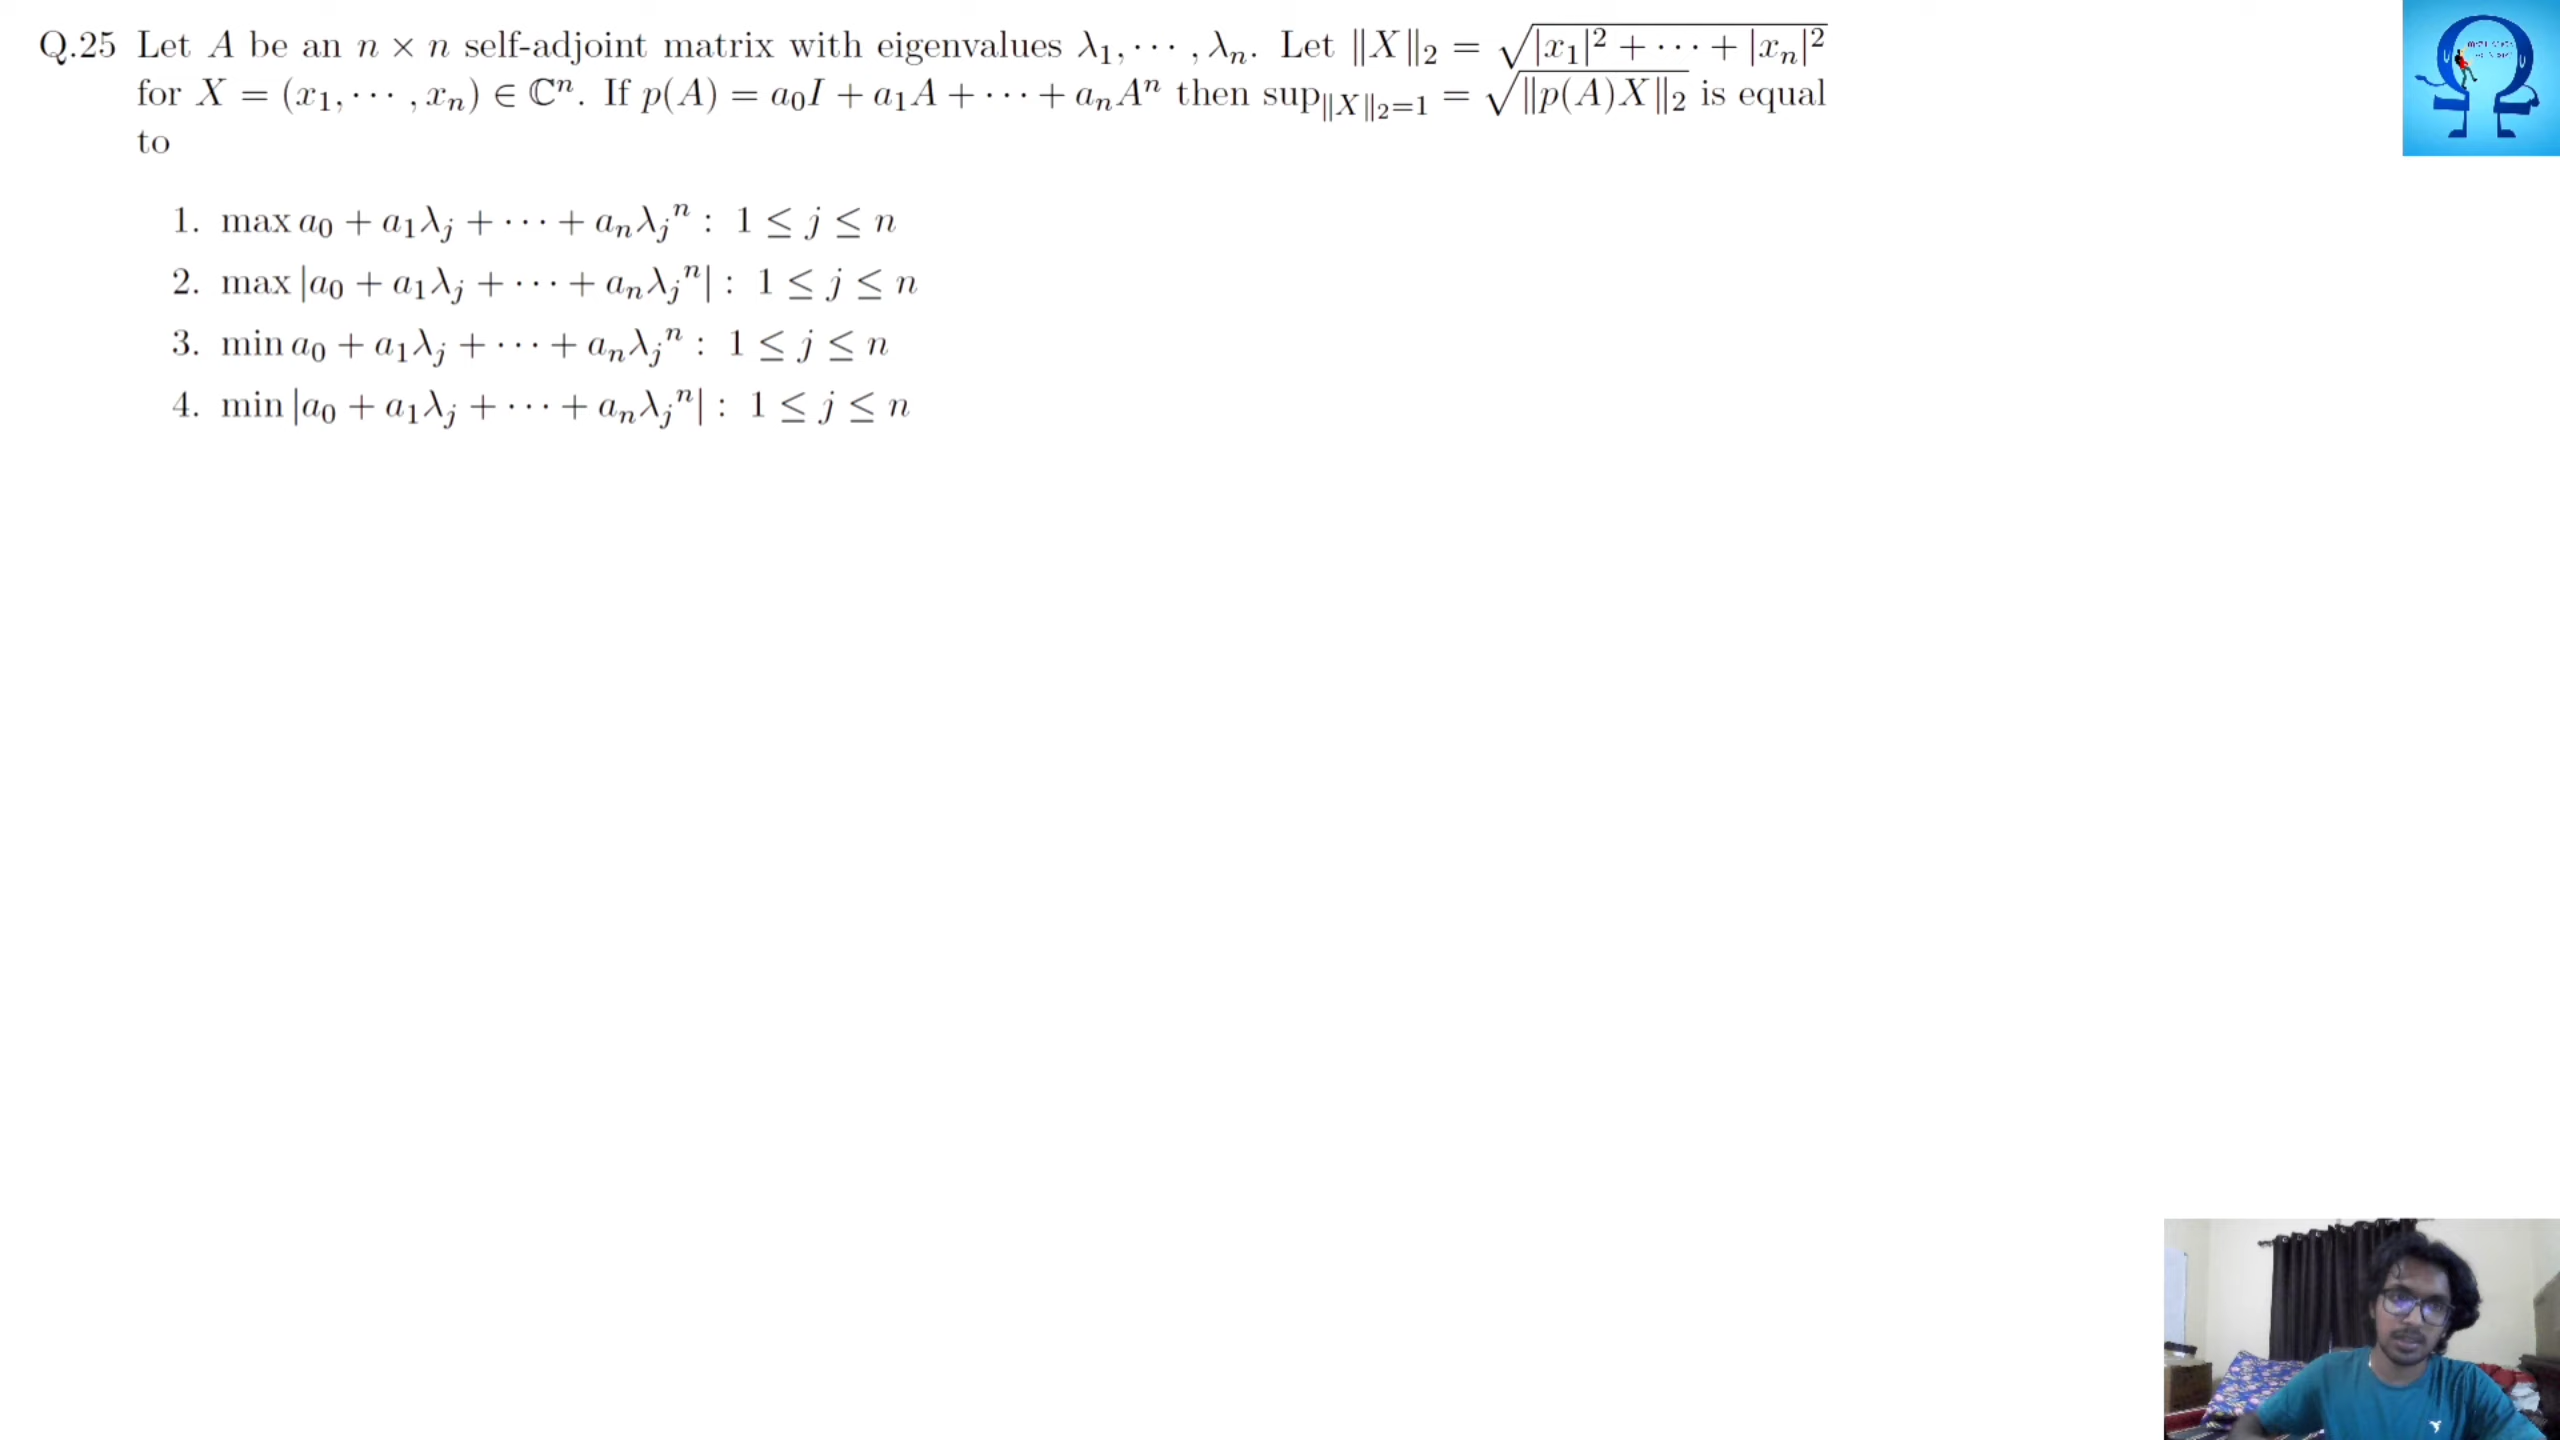 Q.25 Let A be an n × n self-adjoint matrix with eigenvalues λ₁, ⋯ , λₙ. Let ‖X‖₂ = √(|x₁|² + ⋯ + |xₙ|²)
for X = (x₁, ⋯ , xₙ) ∈ ℂⁿ. If p(A) = a₀I + a₁A + ⋯ + aₙAⁿ then sup_{‖X‖₂=1} = √(‖p(A)X‖₂) is equal
to
1. max a₀ + a₁λⱼ + ⋯ + aₙλⱼⁿ : 1 ≤ j ≤ n
2. max |a₀ + a₁λⱼ + ⋯ + aₙλⱼⁿ| : 1 ≤ j ≤ n
3. min a₀ + a₁λⱼ + ⋯ + aₙλⱼⁿ : 1 ≤ j ≤ n
4. min |a₀ + a₁λⱼ + ⋯ + aₙλⱼⁿ| : 1 ≤ j ≤ n